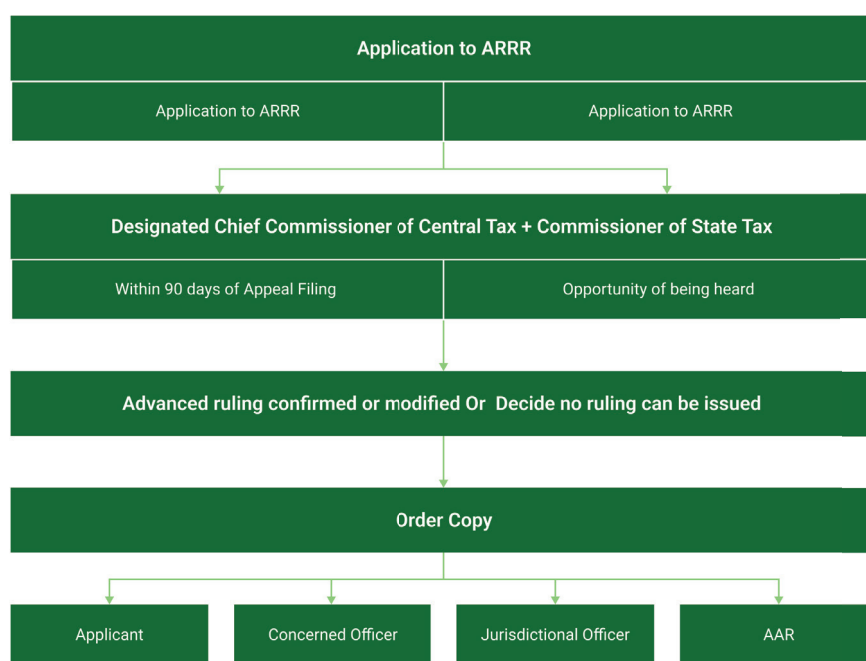 Application to ARRR
Application to ARRR
Application to ARRR
Designated Chief Commissioner of Central Tax + Commissioner of State Tax
Within 90 days of Appeal Filing
Opportunity of being heard
Advanced ruling confirmed or modified Or Decide no ruling can be issued
Order Copy
Applicant
Concerned Officer
Jurisdictional Officer
AAR